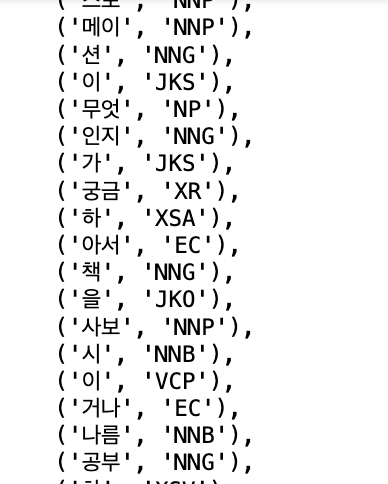 ('메이', 'NNP'),
('션', 'NNG'),
('이', 'JKS'),
('무엇', 'NP'),
('인지', 'NNG'),
('가', 'JKS'),
('궁금', 'XR'),
('하', 'XSA'),
('아서', 'EC'),
('책', 'NNG'),
('을', 'JKO'),
('사보', 'NNP'),
('시', 'NNB'),
('이', 'VCP'),
('거나', 'EC'),
('나름', 'NNB'),
('공부', 'NNG'),